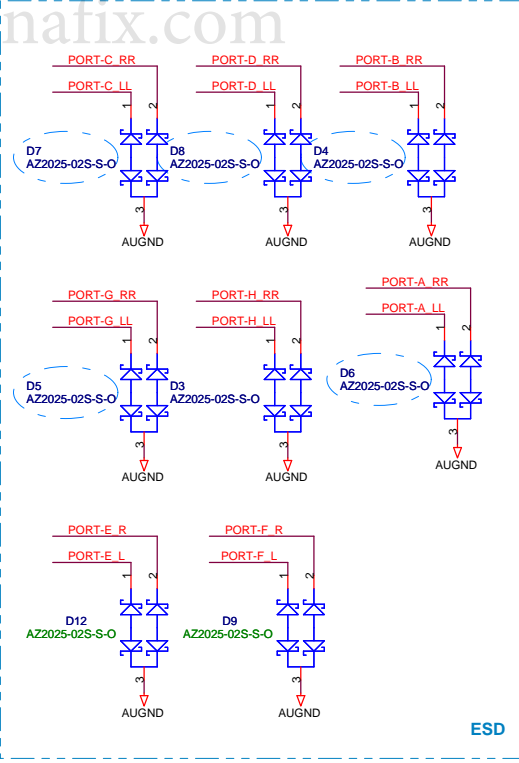 nafix.com
PORT-C_RR
PORT-C_LL
1
2
D7
AZ2025-02S-S-O
3
AUGND
PORT-D_RR
PORT-D_LL
1
2
D8
AZ2025-02S-S-O
3
AUGND
PORT-B_RR
PORT-B_LL
1
2
D4
AZ2025-02S-S-O
3
AUGND
PORT-G_RR
PORT-G_LL
1
2
D5
AZ2025-02S-S-O
3
AUGND
PORT-H_RR
PORT-H_LL
1
2
D3
AZ2025-02S-S-O
3
AUGND
PORT-A_RR
PORT-A_LL
1
2
D6
AZ2025-02S-S-O
3
AUGND
PORT-E_R
PORT-E_L
1
2
D12
AZ2025-02S-S-O
3
AUGND
PORT-F_R
PORT-F_L
1
2
D9
AZ2025-02S-S-O
3
AUGND
ESD